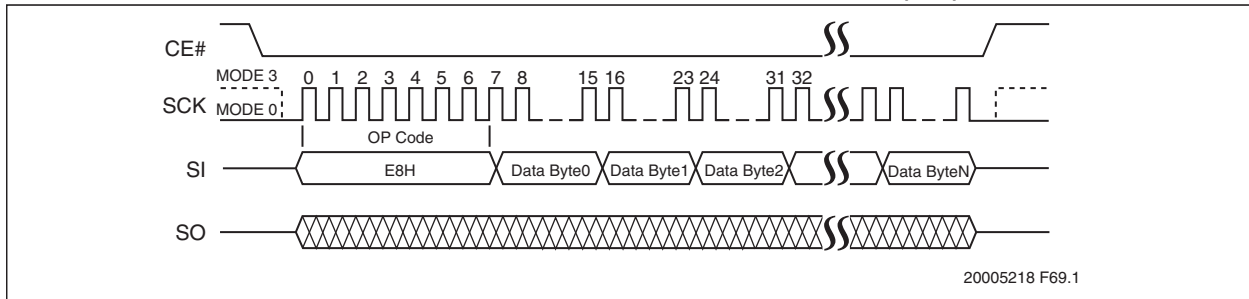 CE#
MODE 3 0 1 2 3 4 5 6 7 8 15 16 23 24 31 32
SCK MODE 0
OP Code
SI E8H Data Byte0 Data Byte1 Data Byte2 Data ByteN
SO
20005218 F69.1